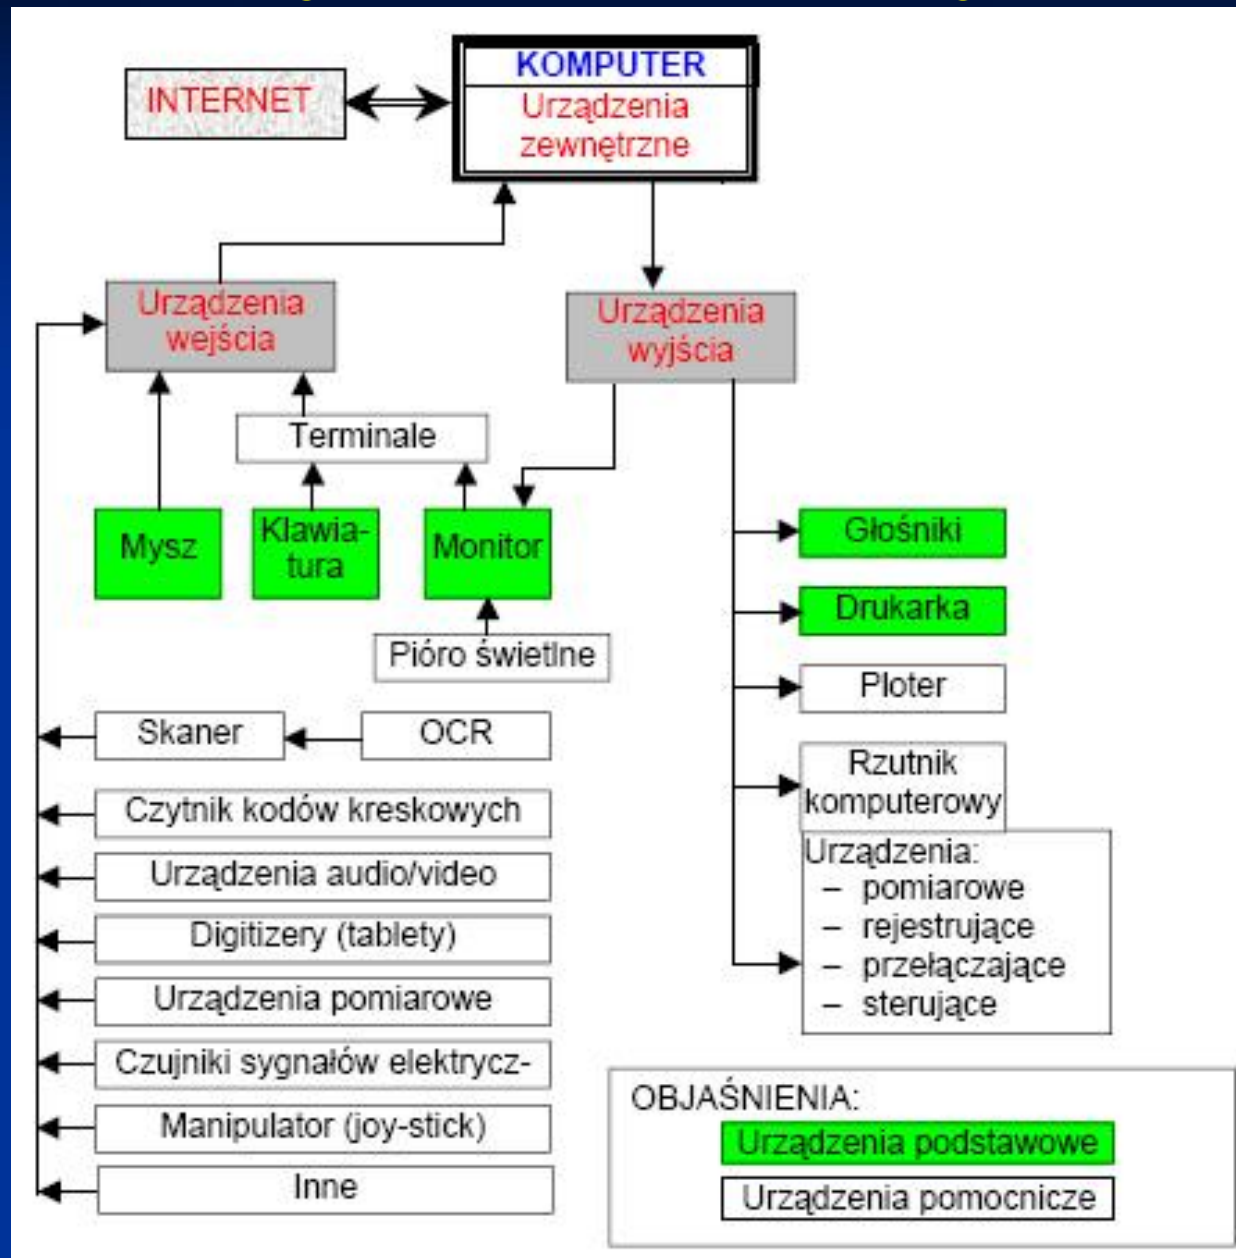 KOMPUTER
INTERNET
Urządzenia
zewnętrzne
Urządzenia
wejścia
Urządzenia
wyjścia
Terminale
Mysz
Klawia-
tura
Monitor
Głośniki
Drukarka
Pióro świetlne
Ploter
Skaner
OCR
Rzutnik
komputerowy
Czytnik kodów kreskowych
Urządzenia audio/video
Digitizery (tablety)
Urządzenia pomiarowe
Czujniki sygnałów elektrycz-
Manipulator (joy-stick)
Inne
Urządzenia:
– pomiarowe
– rejestrujące
– przełączające
– sterujące
OBJAŚNIENIA:
Urządzenia podstawowe
Urządzenia pomocnicze